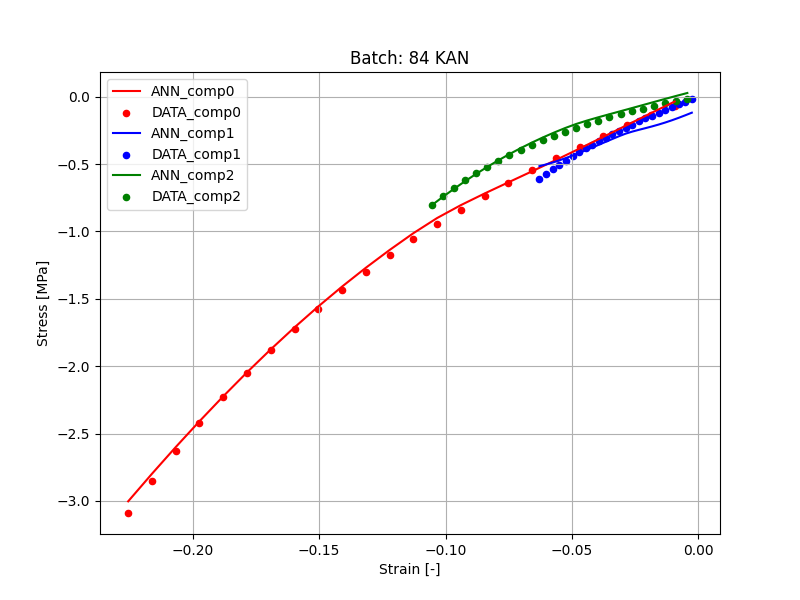 Batch: 84 KAN
ANN_comp0
DATA_comp0
ANN_comp1
DATA_comp1
ANN_comp2
DATA_comp2
0.0
−0.5
−1.0
−1.5
−2.0
−2.5
−3.0
Stress [MPa]
−0.20 −0.15 −0.10 −0.05 0.00
Strain [-]